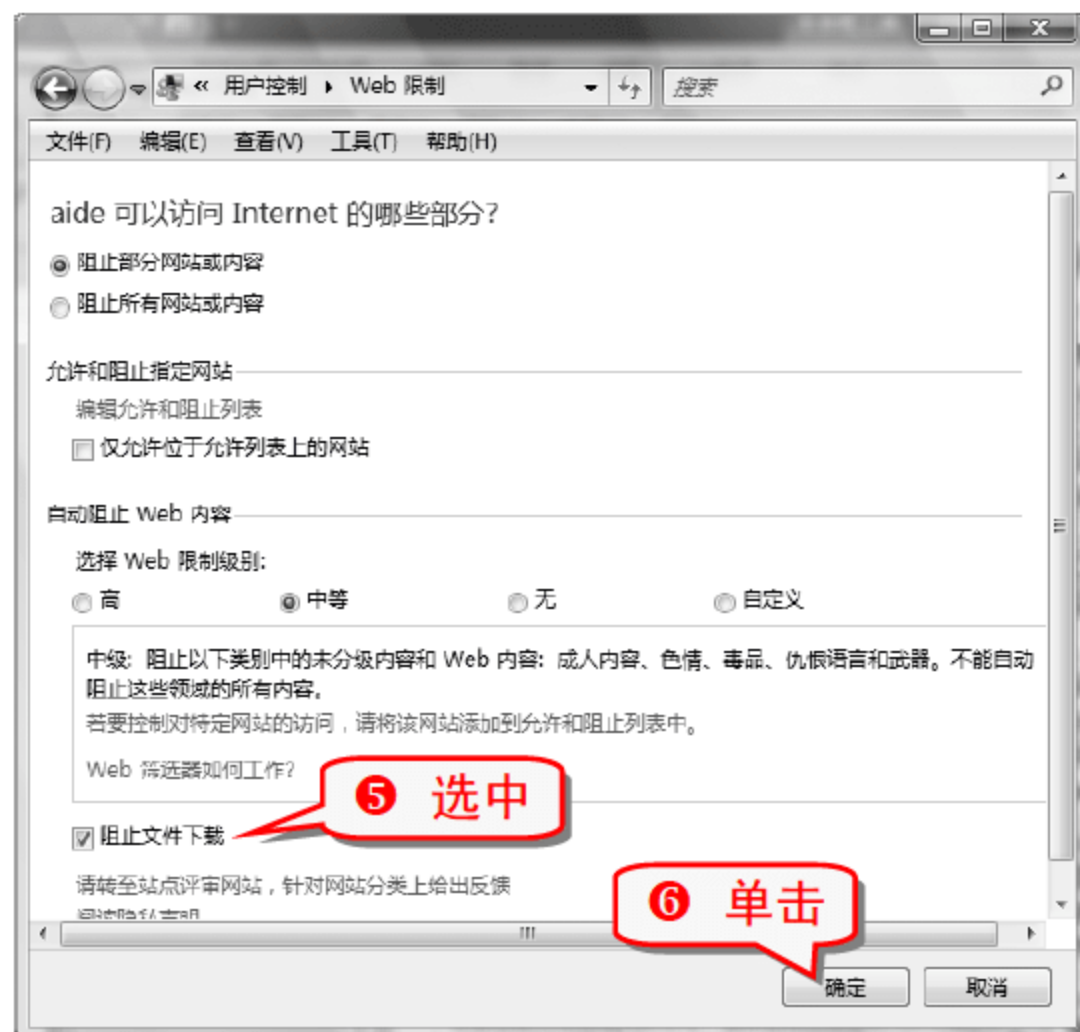 « 用户控制 ▸ Web 限制
搜索
文件(F) 编辑(E) 查看(V) 工具(T) 帮助(H)
aide 可以访问 Internet 的哪些部分?
阻止部分网站或内容
阻止所有网站或内容
允许和阻止指定网站
编辑允许和阻止列表
仅允许位于允许列表上的网站
自动阻止 Web 内容
选择 Web 限制级别:
高 中等 无 自定义
中级: 阻止以下类别中的未分级内容和 Web 内容: 成人内容、色情、毒品、仇恨语言和武器。不能自动
阻止这些领域的所有内容。
若要控制对特定网站的访问，请将该网站添加到允许和阻止列表中。
Web 筛选器如何工作?
❺ 选中
阻止文件下载
请转至站点评审网站，针对网站分类上给出反馈
阅读隐私声明
❻ 单击
确定 取消